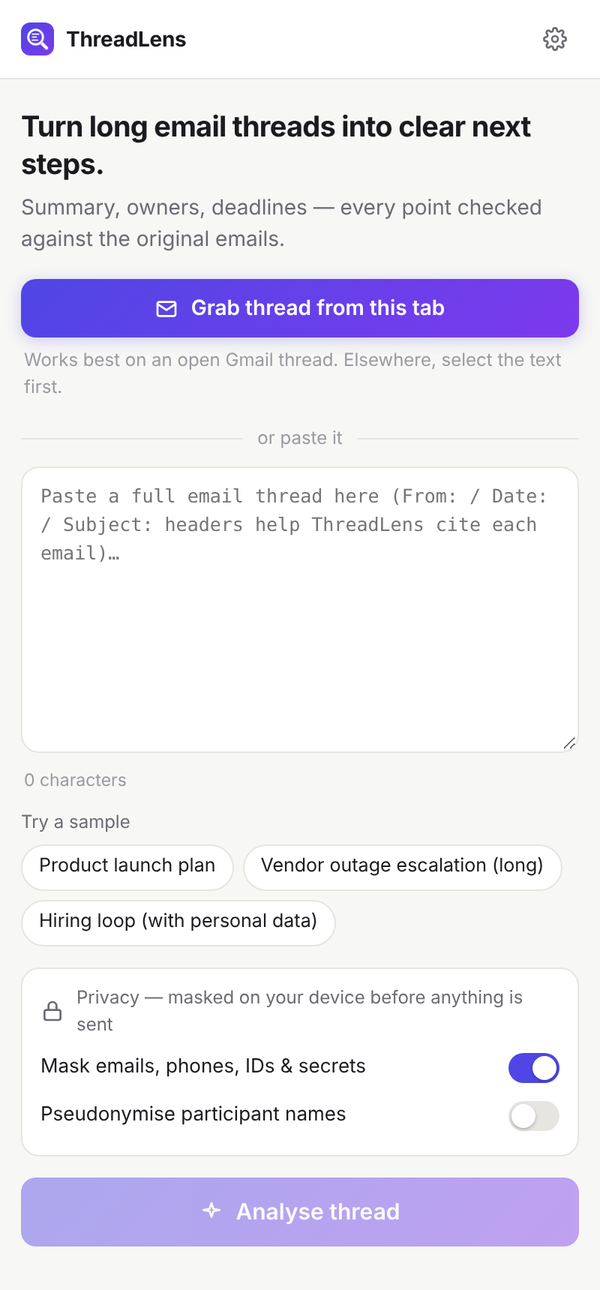 ThreadLens
Turn long email threads into clear next
steps.
Summary, owners, deadlines — every point checked
against the original emails.
Grab thread from this tab
Works best on an open Gmail thread. Elsewhere, select the text
first.
or paste it
Paste a full email thread here (From: / Date:
/ Subject: headers help ThreadLens cite each
email)…
0 characters
Try a sample
Product launch plan
Vendor outage escalation (long)
Hiring loop (with personal data)
Privacy — masked on your device before anything is
sent
Mask emails, phones, IDs & secrets
Pseudonymise participant names
Analyse thread